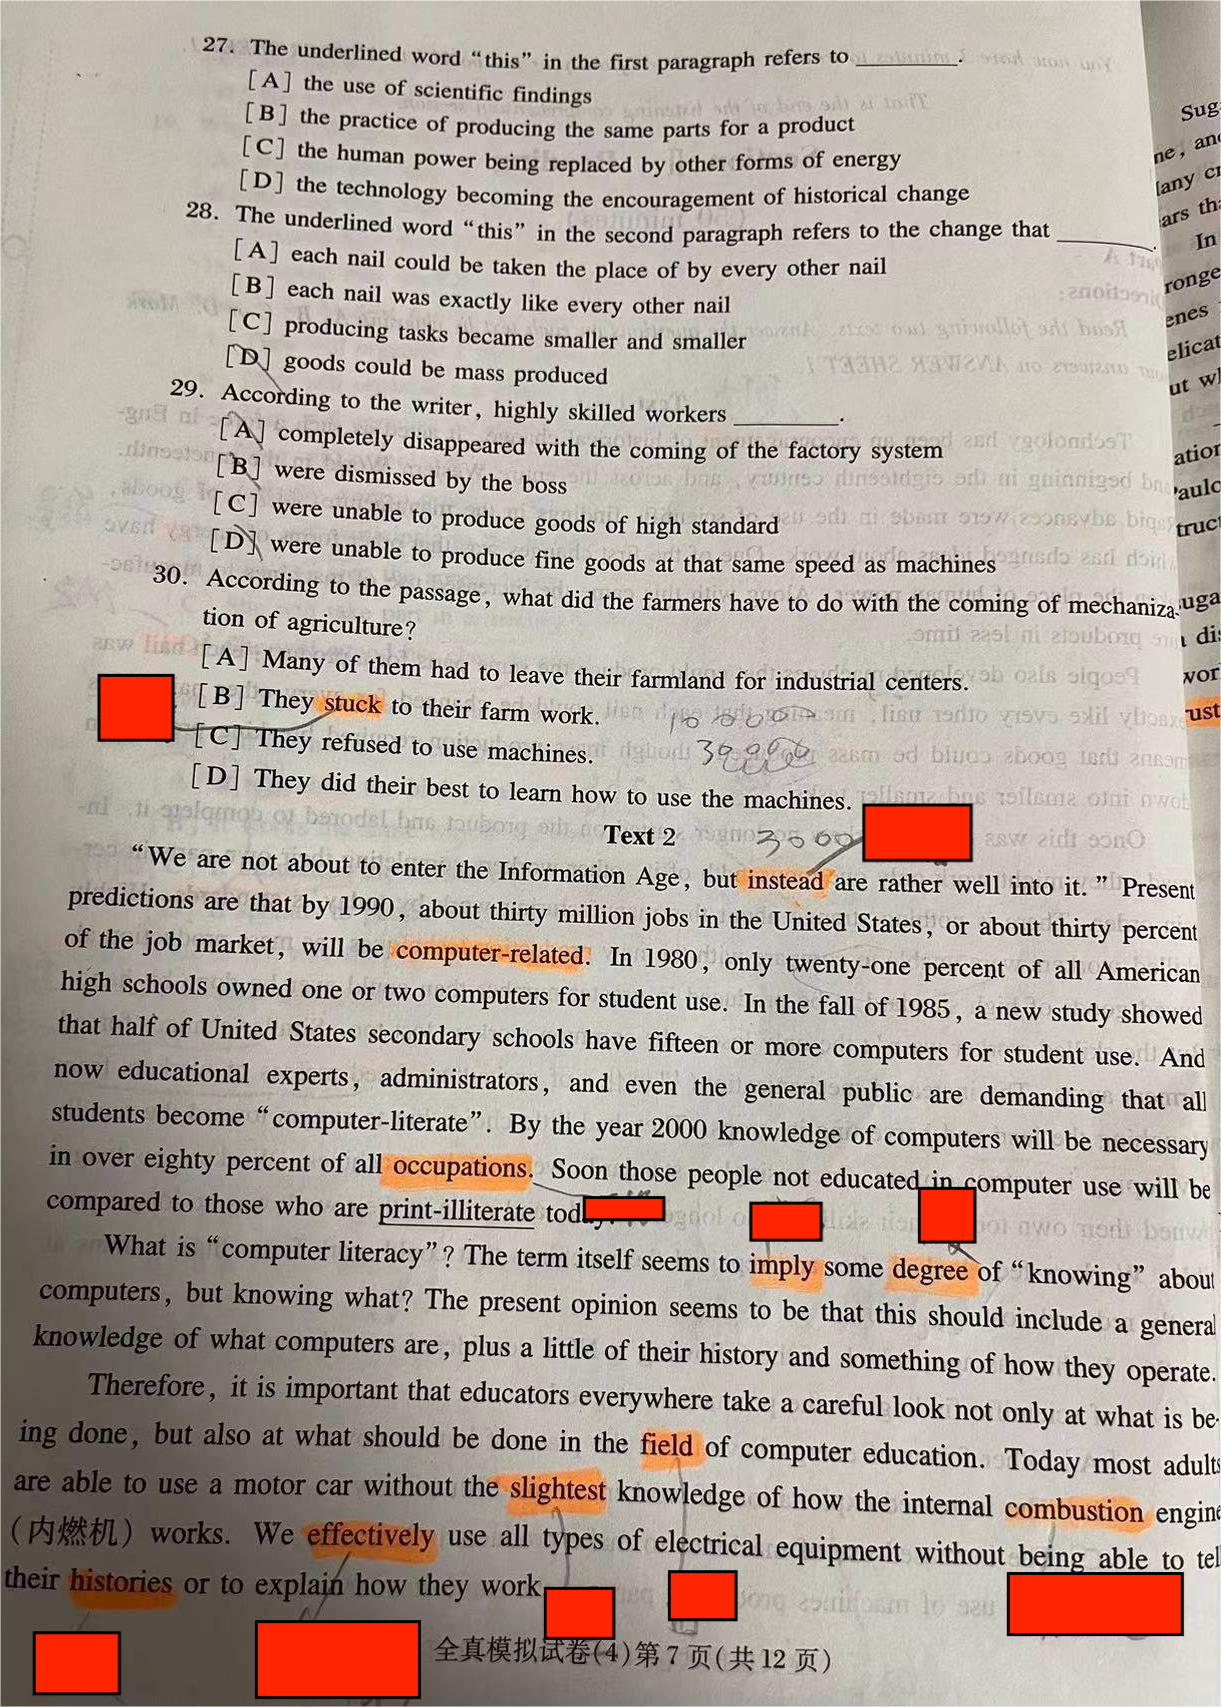 27. The underlined word “this” in the first paragraph refers to ________.
[A] the use of scientific findings
[B] the practice of producing the same parts for a product
[C] the human power being replaced by other forms of energy
[D] the technology becoming the encouragement of historical change
28. The underlined word “this” in the second paragraph refers to the change that ________.
[A] each nail could be taken the place of by every other nail
[B] each nail was exactly like every other nail
[C] producing tasks became smaller and smaller
[D] goods could be mass produced
29. According to the writer, highly skilled workers ________.
[A] completely disappeared with the coming of the factory system
[B] were dismissed by the boss
[C] were unable to produce goods of high standard
[D] were unable to produce fine goods at that same speed as machines
30. According to the passage, what did the farmers have to do with the coming of mechaniza-
tion of agriculture?
[A] Many of them had to leave their farmland for industrial centers.
[B] They stuck to their farm work.
[C] They refused to use machines.
[D] They did their best to learn how to use the machines.
Text 2
3000
“We are not about to enter the Information Age, but instead are rather well into it.” Present
predictions are that by 1990, about thirty million jobs in the United States, or about thirty percent
of the job market, will be computer-related. In 1980, only twenty-one percent of all American
high schools owned one or two computers for student use. In the fall of 1985, a new study showed
that half of United States secondary schools have fifteen or more computers for student use. And
now educational experts, administrators, and even the general public are demanding that all
students become “computer-literate”. By the year 2000 knowledge of computers will be necessary
in over eighty percent of all occupations. Soon those people not educated in computer use will be
compared to those who are print-illiterate today.
What is “computer literacy”? The term itself seems to imply some degree of “knowing” about
computers, but knowing what? The present opinion seems to be that this should include a general
knowledge of what computers are, plus a little of their history and something of how they operate.
Therefore, it is important that educators everywhere take a careful look not only at what is be-
ing done, but also at what should be done in the field of computer education. Today most adults
are able to use a motor car without the slightest knowledge of how the internal combustion engine
(内燃机) works. We effectively use all types of electrical equipment without being able to tell
their histories or to explain how they work.
全真模拟试卷(4)第 7 页(共 12 页)